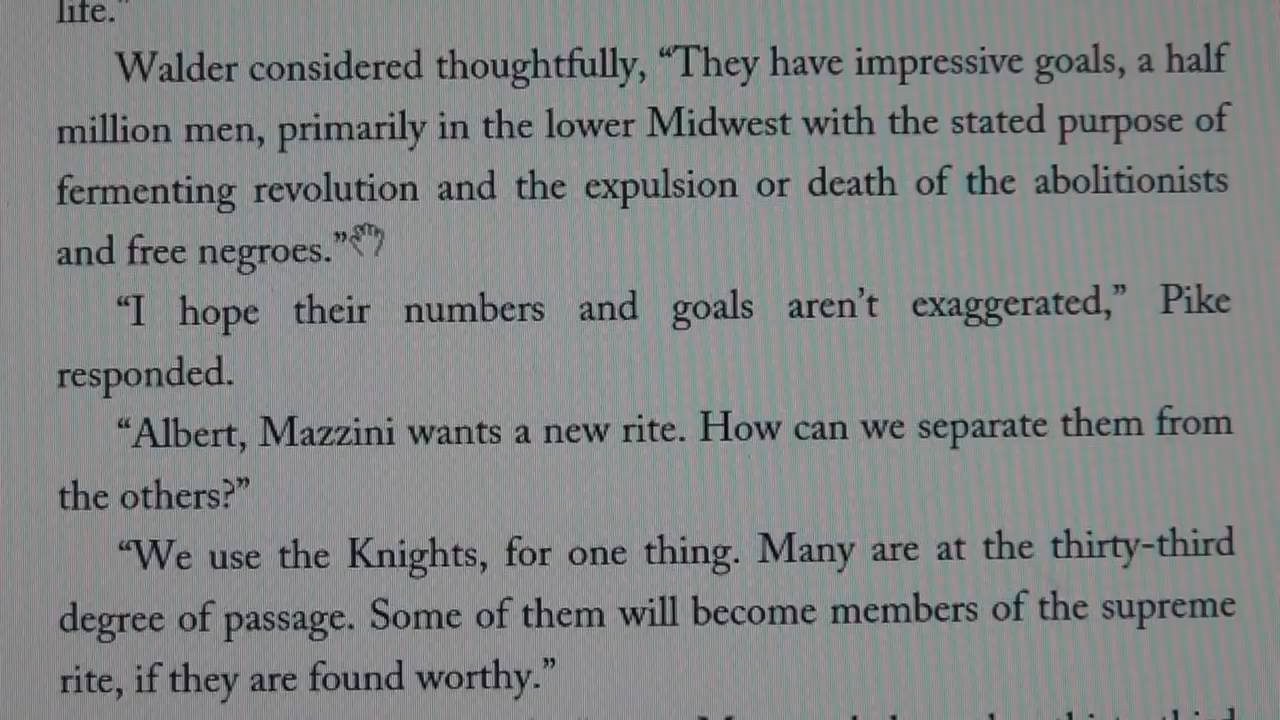 life."
Walder considered thoughtfully, “They have impressive goals, a half
million men, primarily in the lower Midwest with the stated purpose of
fermenting revolution and the expulsion or death of the abolitionists
and free negroes.”
“I hope their numbers and goals aren’t exaggerated,” Pike
responded.
“Albert, Mazzini wants a new rite. How can we separate them from
the others?”
“We use the Knights, for one thing. Many are at the thirty-third
degree of passage. Some of them will become members of the supreme
rite, if they are found worthy.”